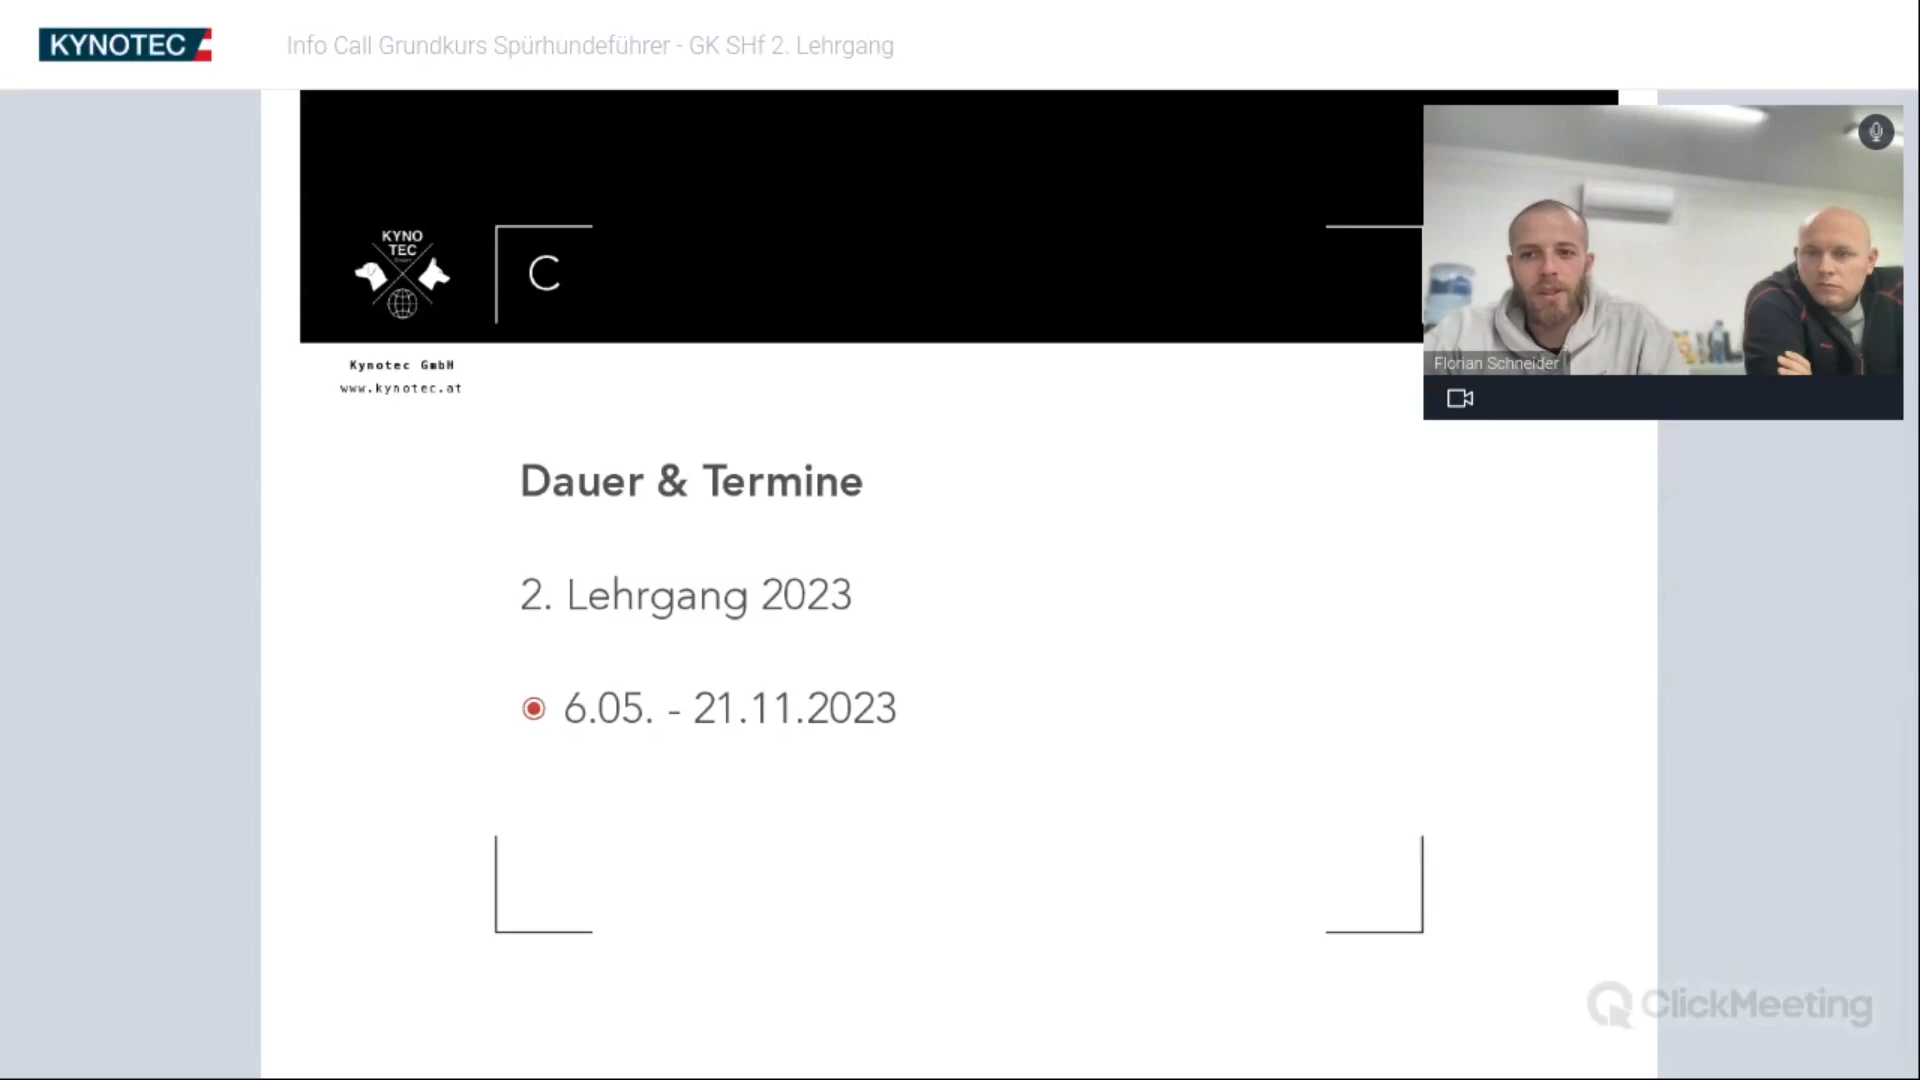 KYNOTEC
Info Call Grundkurs Spürhundeführer - GK SHf 2. Lehrgang
KYNO
TEC
C
Florian Schneider
Kynotec GmbH
www.kynotec.at
Dauer & Termine
2. Lehrgang 2023
6.05. - 21.11.2023
ClickMeeting